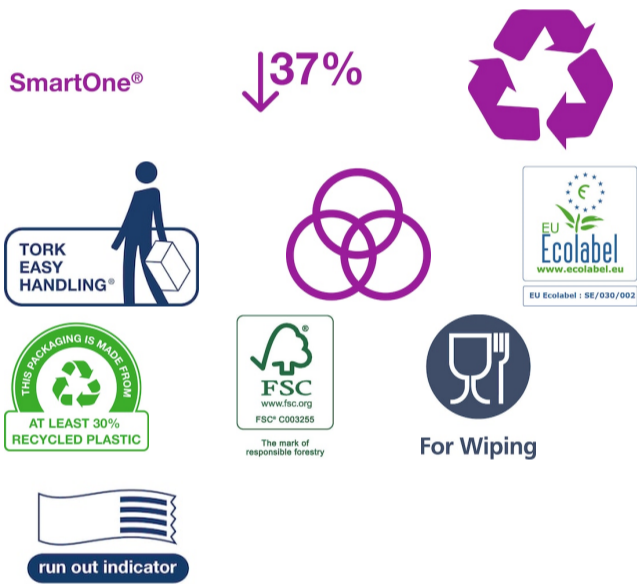 SmartOne®
↓37%
TORK
EASY
HANDLING®
EU
Ecolabel
www.ecolabel.eu
EU Ecolabel : SE/030/002
THIS PACKAGING IS MADE FROM
AT LEAST 30%
RECYCLED PLASTIC
®
FSC
www.fsc.org
FSC® C003255
The mark of
responsible forestry
For Wiping
run out indicator